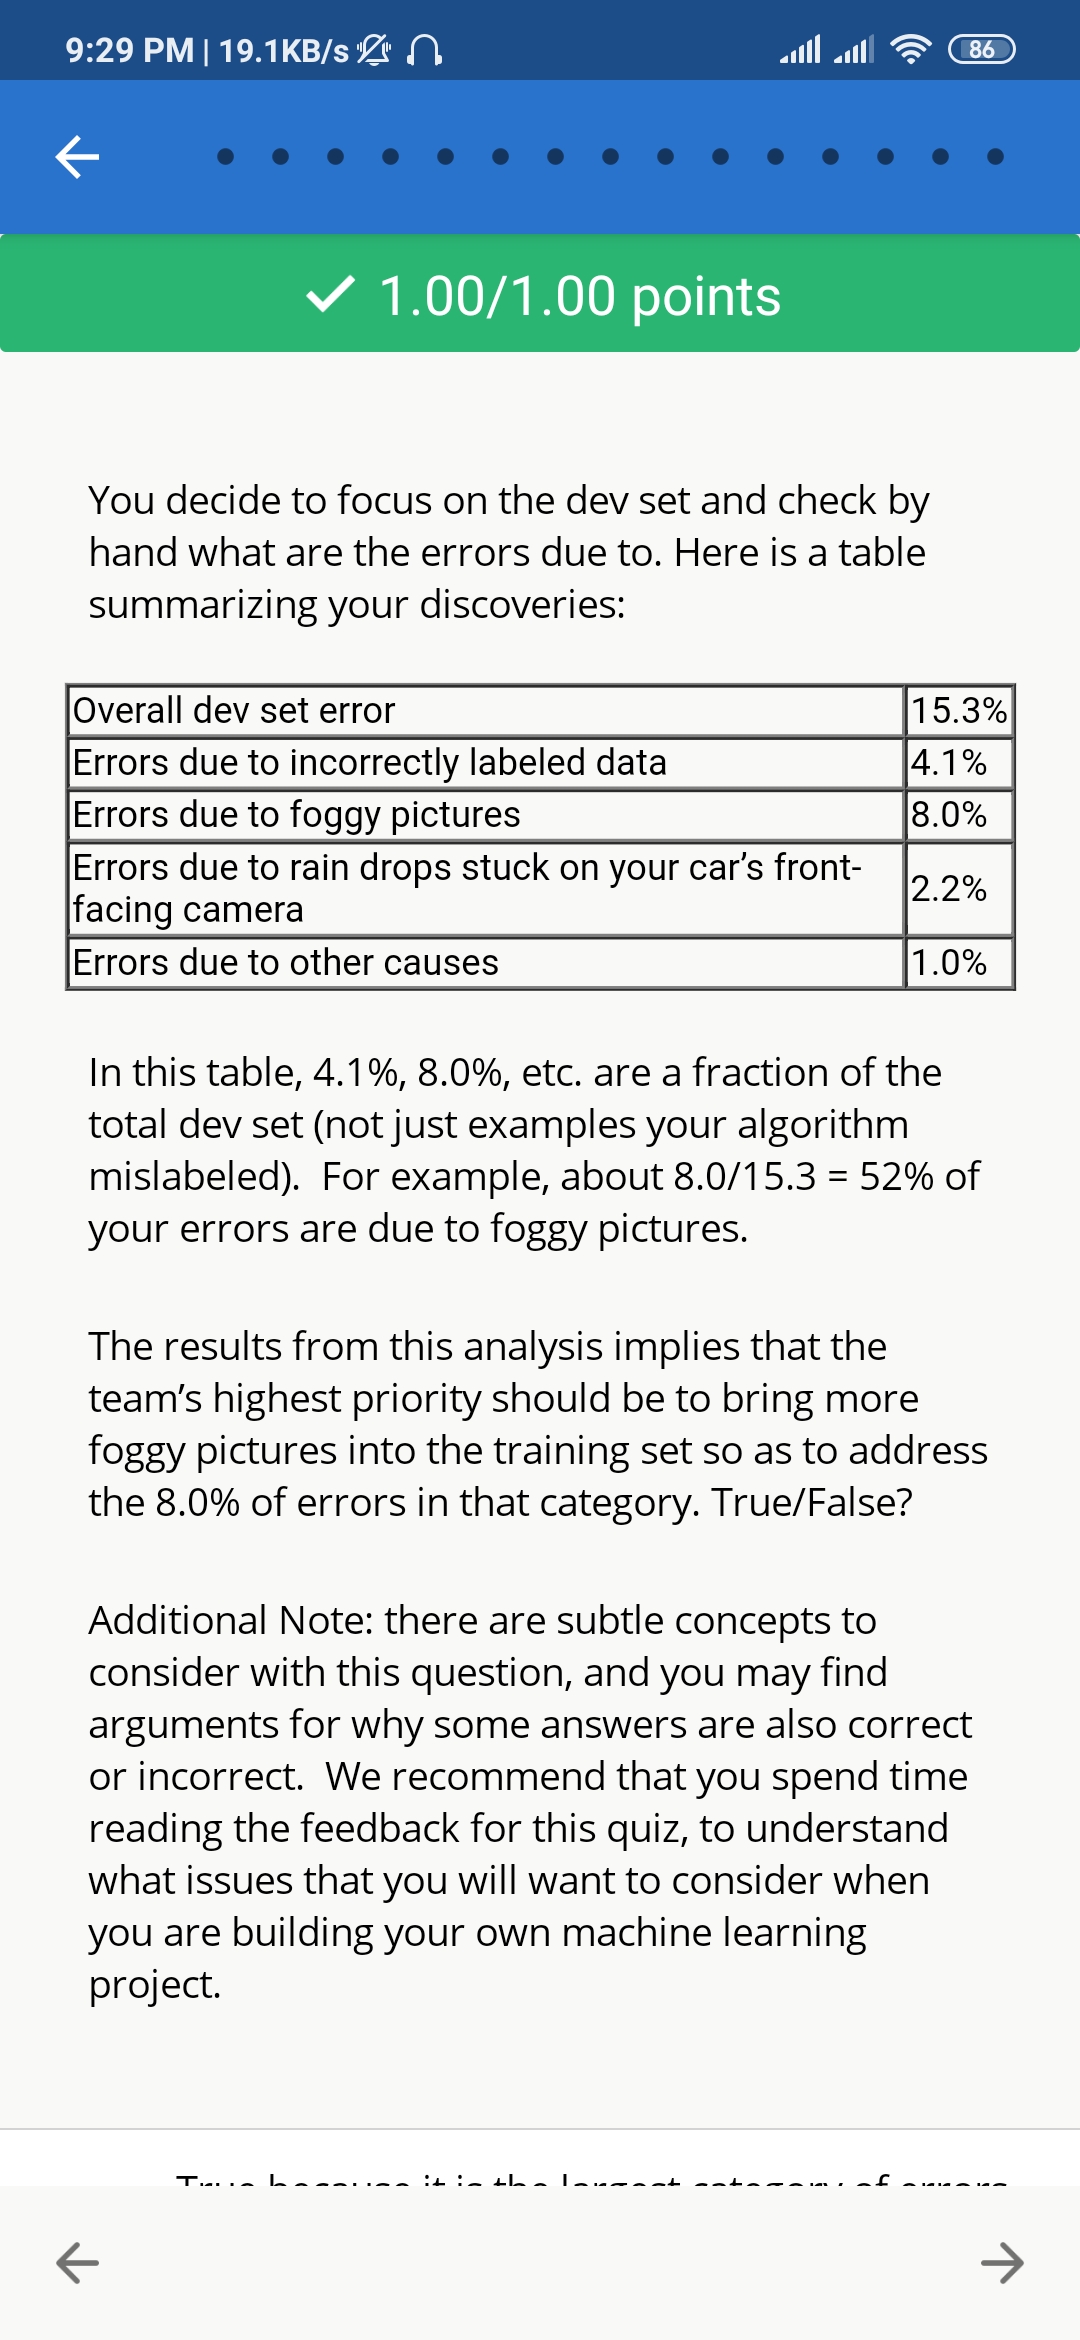 9:29 PM | 19.1KB/s
86
1.00/1.00 points
You decide to focus on the dev set and check by
hand what are the errors due to. Here is a table
summarizing your discoveries:
Overall dev set error 15.3%
Errors due to incorrectly labeled data 4.1%
Errors due to foggy pictures 8.0%
Errors due to rain drops stuck on your car’s front-
facing camera 2.2%
Errors due to other causes 1.0%
In this table, 4.1%, 8.0%, etc. are a fraction of the
total dev set (not just examples your algorithm
mislabeled).  For example, about 8.0/15.3 = 52% of
your errors are due to foggy pictures.
The results from this analysis implies that the
team’s highest priority should be to bring more
foggy pictures into the training set so as to address
the 8.0% of errors in that category. True/False?
Additional Note: there are subtle concepts to
consider with this question, and you may find
arguments for why some answers are also correct
or incorrect.  We recommend that you spend time
reading the feedback for this quiz, to understand
what issues that you will want to consider when
you are building your own machine learning
project.
True because it is the largest category of errors